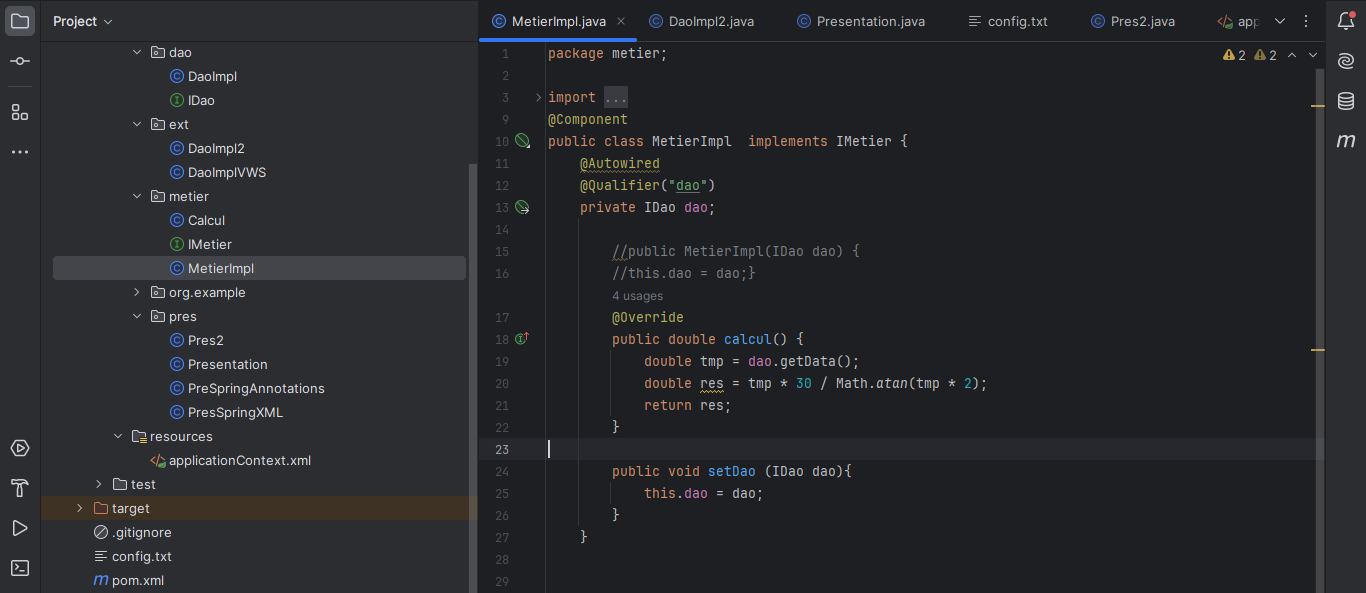 Project
MetierImpl.java
DaoImpl2.java
Presentation.java
config.txt
Pres2.java
app
dao
DaoImpl
IDao
ext
DaoImpl2
DaoImplVWS
metier
Calcul
IMetier
MetierImpl
org.example
pres
Pres2
Presentation
PreSpringAnnotations
PresSpringXML
resources
applicationContext.xml
test
target
.gitignore
config.txt
m pom.xml
2 2
1 package metier;
2
3 import ...
9 @Component
10 public class MetierImpl  implements IMetier {
11 @Autowired
12 @Qualifier("dao")
13 private IDao dao;
14
15 //public MetierImpl(IDao dao) {
16 //this.dao = dao;}
4 usages
17 @Override
18 public double calcul() {
19 double tmp = dao.getData();
20 double res = tmp * 30 / Math.atan(tmp * 2);
21 return res;
22 }
23
24 public void setDao (IDao dao){
25 this.dao = dao;
26 }
27 }
28
29
m